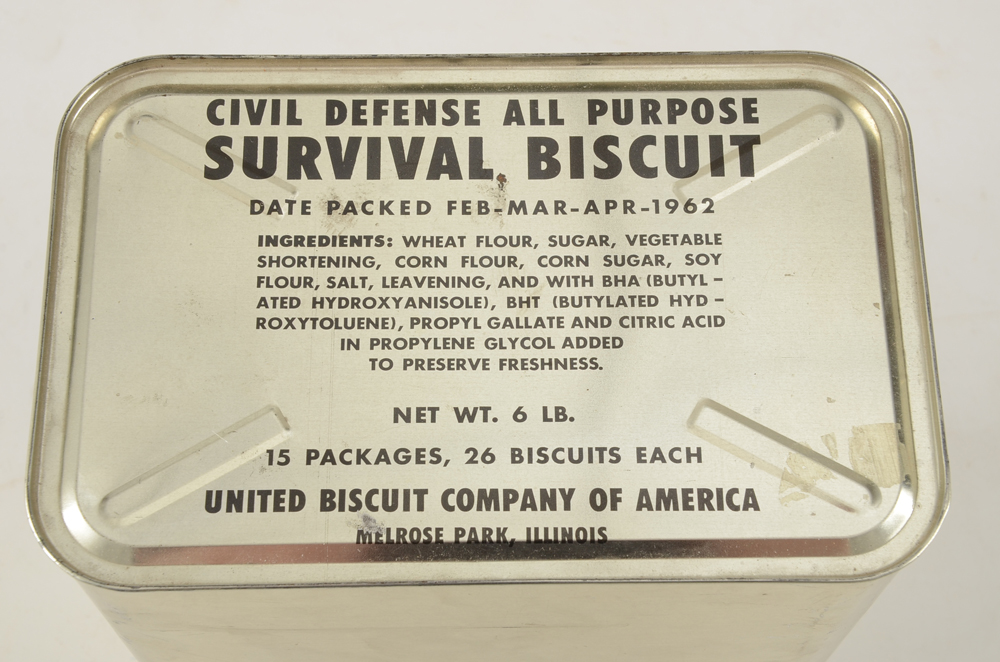 CIVIL DEFENSE ALL PURPOSE
SURVIVAL BISCUIT
DATE PACKED FEB-MAR-APR-1962
INGREDIENTS: WHEAT FLOUR, SUGAR, VEGETABLE
SHORTENING, CORN FLOUR, CORN SUGAR, SOY
FLOUR, SALT, LEAVENING, AND WITH BHA (BUTYL-
ATED HYDROXYANISOLE), BHT (BUTYLATED HYD-
ROXYTOLUENE), PROPYL GALLATE AND CITRIC ACID
IN PROPYLENE GLYCOL ADDED
TO PRESERVE FRESHNESS.
NET WT. 6 LB.
15 PACKAGES, 26 BISCUITS EACH
UNITED BISCUIT COMPANY OF AMERICA
MELROSE PARK, ILLINOIS